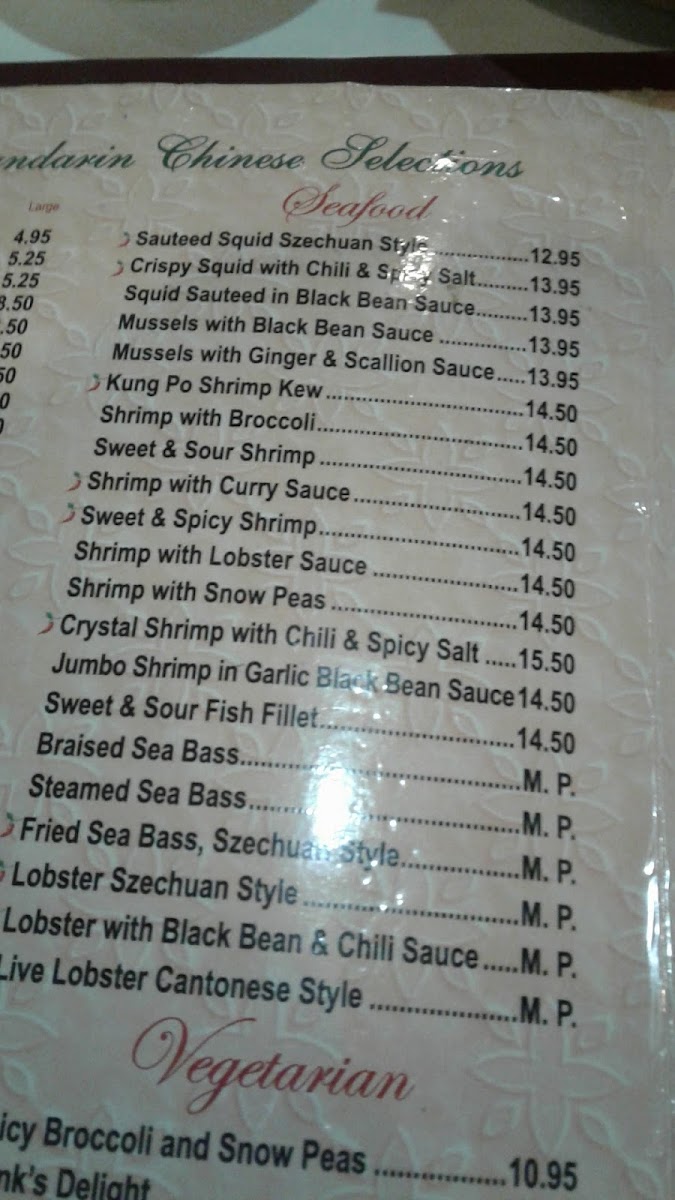 Chinese Selections
Large
4.95
5.25
5.25
.50
.50
50
Seafood
Sauteed Squid Szechuan Style ................12.95
Crispy Squid with Chili & Spicy Salt.........13.95
Squid Sauteed in Black Bean Sauce.........13.95
Mussels with Black Bean Sauce ...............13.95
Mussels with Ginger & Scallion Sauce.....13.95
Kung Po Shrimp Kew..................................14.50
Shrimp with Broccoli...................................14.50
Sweet & Sour Shrimp ..................................14.50
Shrimp with Curry Sauce............................14.50
Sweet & Spicy Shrimp..................................14.50
Shrimp with Lobster Sauce ........................14.50
Shrimp with Snow Peas ..............................14.50
Crystal Shrimp with Chili & Spicy Salt .....15.50
Jumbo Shrimp in Garlic Black Bean Sauce14.50
Sweet & Sour Fish Fillet..............................14.50
Braised Sea Bass..........................................M. P.
Steamed Sea Bass.........................................M. P.
Fried Sea Bass, Szechuan Style..................M. P.
Lobster Szechuan Style ................................M. P.
Lobster with Black Bean & Chili Sauce.....M. P.
Live Lobster Cantonese Style .....................M. P.
Vegetarian
Broccoli and Snow Peas ..................10.95
Delight